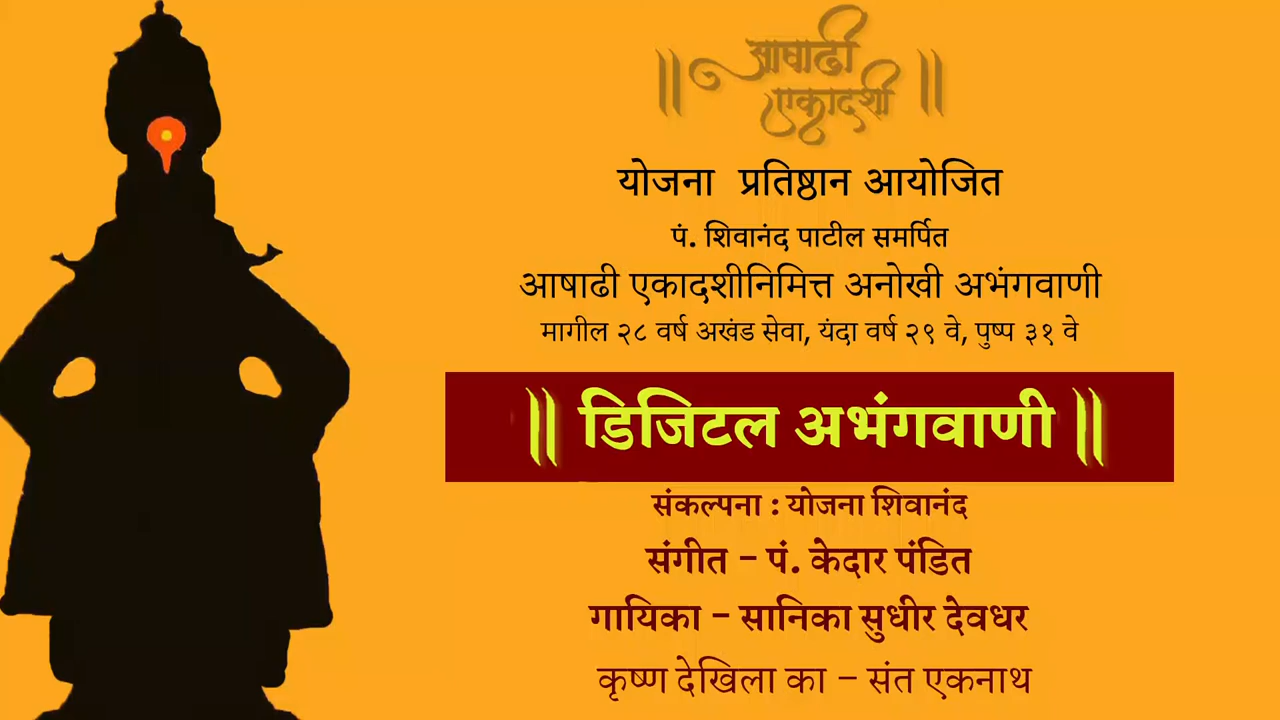 ॥ आषाढी
एकादशी ॥
योजना प्रतिष्ठान आयोजित
पं. शिवानंद पाटील समर्पित
आषाढी एकादशीनिमित्त अनोखी अभंगवाणी
मागील २८ वर्ष अखंड सेवा, यंदा वर्ष २९ वे, पुष्प ३१ वे
॥ डिजिटल अभंगवाणी ॥
संकल्पना : योजना शिवानंद
संगीत – पं. केदार पंडित
गायिका – सानिका सुधीर देवधर
कृष्ण देखिला का – संत एकनाथ